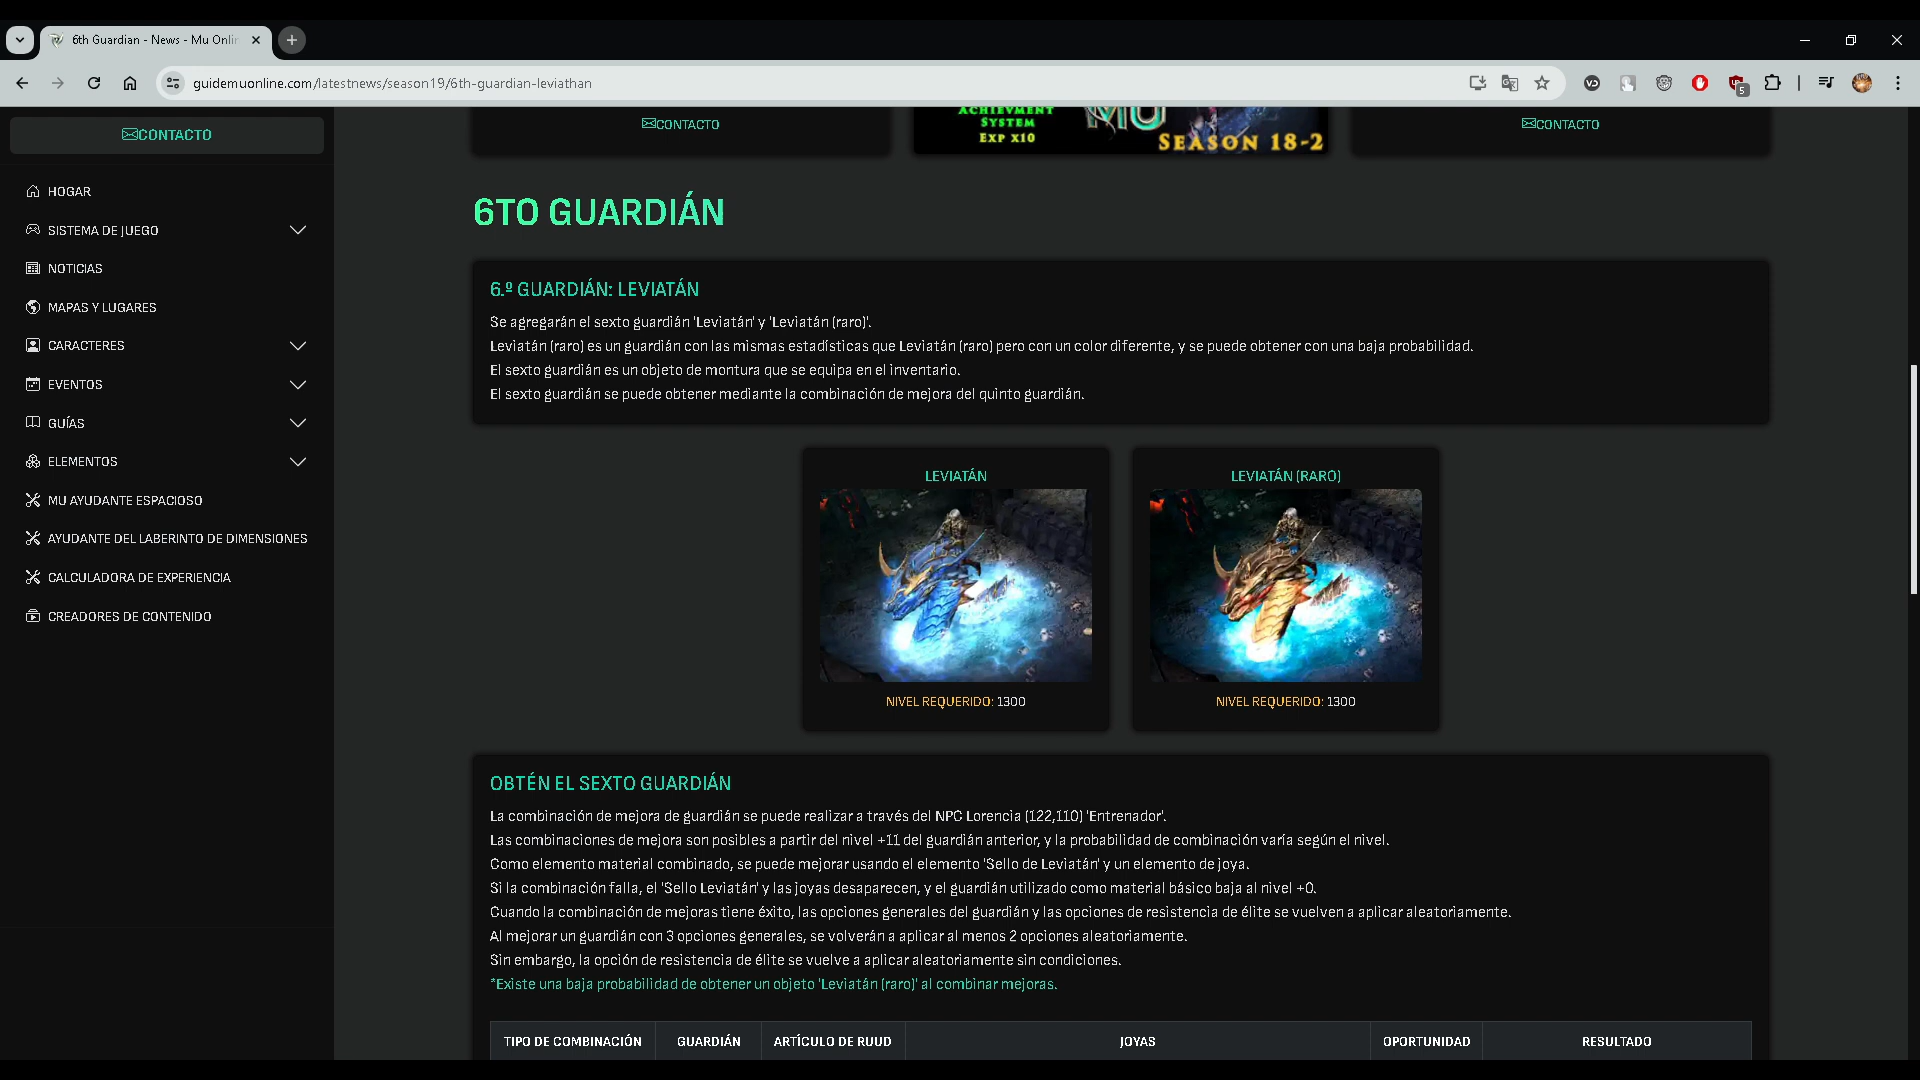 6th Guardian - News - Mu Onlin
guidemuonline.com/latestnews/season19/6th-guardian-leviathan
5
CONTACTO
HOGAR
SISTEMA DE JUEGO
NOTICIAS
MAPAS Y LUGARES
CARACTERES
EVENTOS
GUÍAS
ELEMENTOS
MU AYUDANTE ESPACIOSO
AYUDANTE DEL LABERINTO DE DIMENSIONES
CALCULADORA DE EXPERIENCIA
CREADORES DE CONTENIDO
CONTACTO
ACHIEVMENT
SYSTEM
EXP X10
MU
SEASON 18-2
CONTACTO
6TO GUARDIÁN
6.º GUARDIÁN: LEVIATÁN
Se agregarán el sexto guardián 'Leviatán' y 'Leviatán (raro)'.
Leviatán (raro) es un guardián con las mismas estadísticas que Leviatán (raro) pero con un color diferente, y se puede obtener con una baja probabilidad.
El sexto guardián es un objeto de montura que se equipa en el inventario.
El sexto guardián se puede obtener mediante la combinación de mejora del quinto guardián.
LEVIATÁN
NIVEL REQUERIDO: 1300
LEVIATÁN (RARO)
NIVEL REQUERIDO: 1300
OBTÉN EL SEXTO GUARDIÁN
La combinación de mejora de guardián se puede realizar a través del NPC Lorencia (122,110) 'Entrenador'.
Las combinaciones de mejora son posibles a partir del nivel +11 del guardián anterior, y la probabilidad de combinación varía según el nivel.
Como elemento material combinado, se puede mejorar usando el elemento 'Sello de Leviatán' y un elemento de joya.
Si la combinación falla, el 'Sello Leviatán' y las joyas desaparecen, y el guardián utilizado como material básico baja al nivel +0.
Cuando la combinación de mejoras tiene éxito, las opciones generales del guardián y las opciones de resistencia de élite se vuelven a aplicar aleatoriamente.
Al mejorar un guardián con 3 opciones generales, se volverán a aplicar al menos 2 opciones aleatoriamente.
Sin embargo, la opción de resistencia de élite se vuelve a aplicar aleatoriamente sin condiciones.
*Existe una baja probabilidad de obtener un objeto 'Leviatán (raro)' al combinar mejoras.
TIPO DE COMBINACIÓN GUARDIÁN ARTÍCULO DE RUUD JOYAS OPORTUNIDAD RESULTADO